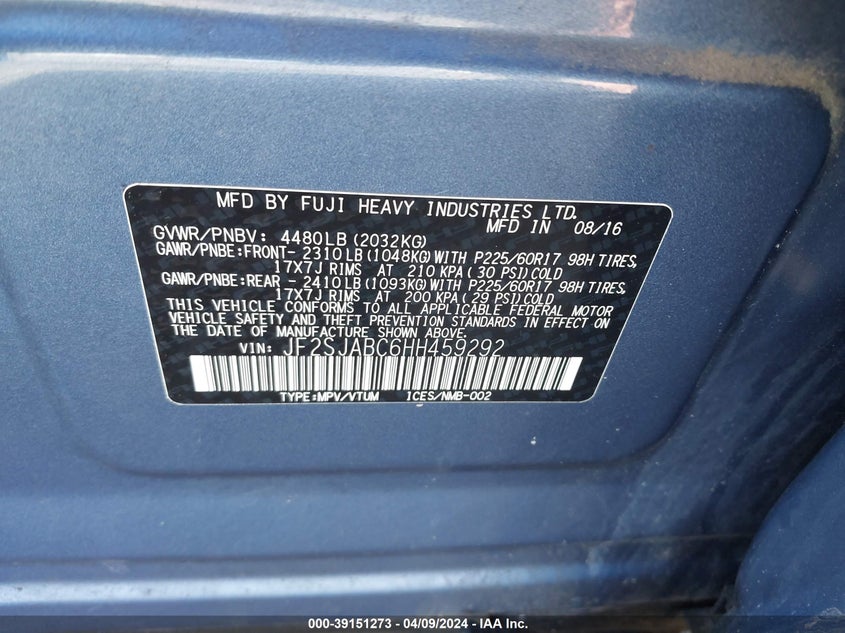 MFD BY FUJI HEAVY INDUSTRIES LTD.
MFD IN 08/16
GVWR/PNBV: 4480LB (2032KG)
GAWR/PNBE:FRONT- 2310LB (1048KG) WITH P225/60R17 98H TIRES,
17X7J RIMS AT 210 KPA (30 PSI) COLD
GAWR/PNBE:REAR - 2410LB (1093KG) WITH P225/60R17 98H TIRES,
17X7J RIMS AT 200 KPA (29 PSI) COLD
THIS VEHICLE CONFORMS TO ALL APPLICABLE FEDERAL MOTOR
VEHICLE SAFETY AND THEFT PREVENTION STANDARDS IN EFFECT ON
THE DATE OF MANUFACTURE SHOWN ABOVE.
VIN: JF2SJABC6HH459292
TYPE:MPV/VTUM ICES/NMB-002
000-39151273 - 04/09/2024 - IAA Inc.